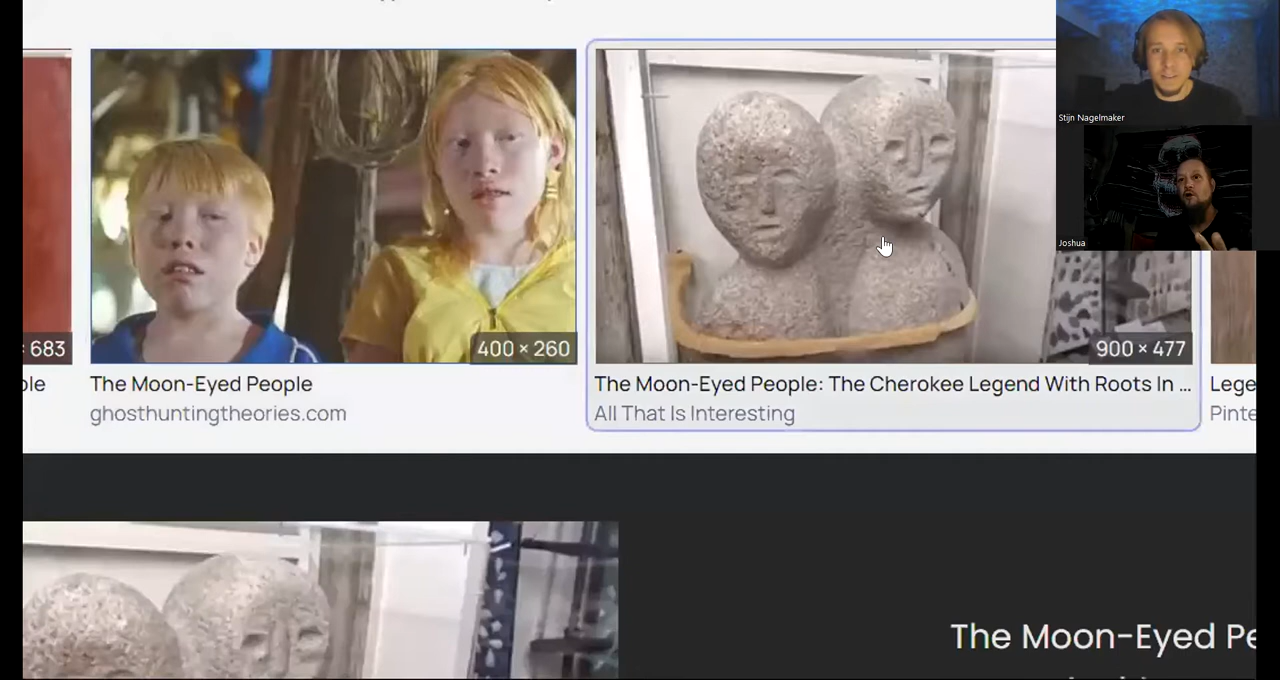 Stijn Nagelmaker
Joshua
683
400 × 260
900 × 477
The Moon-Eyed People
ghosthuntingtheories.com
The Moon-Eyed People: The Cherokee Legend With Roots In ...
All That Is Interesting
Lege
Pinte
The Moon-Eyed Pe